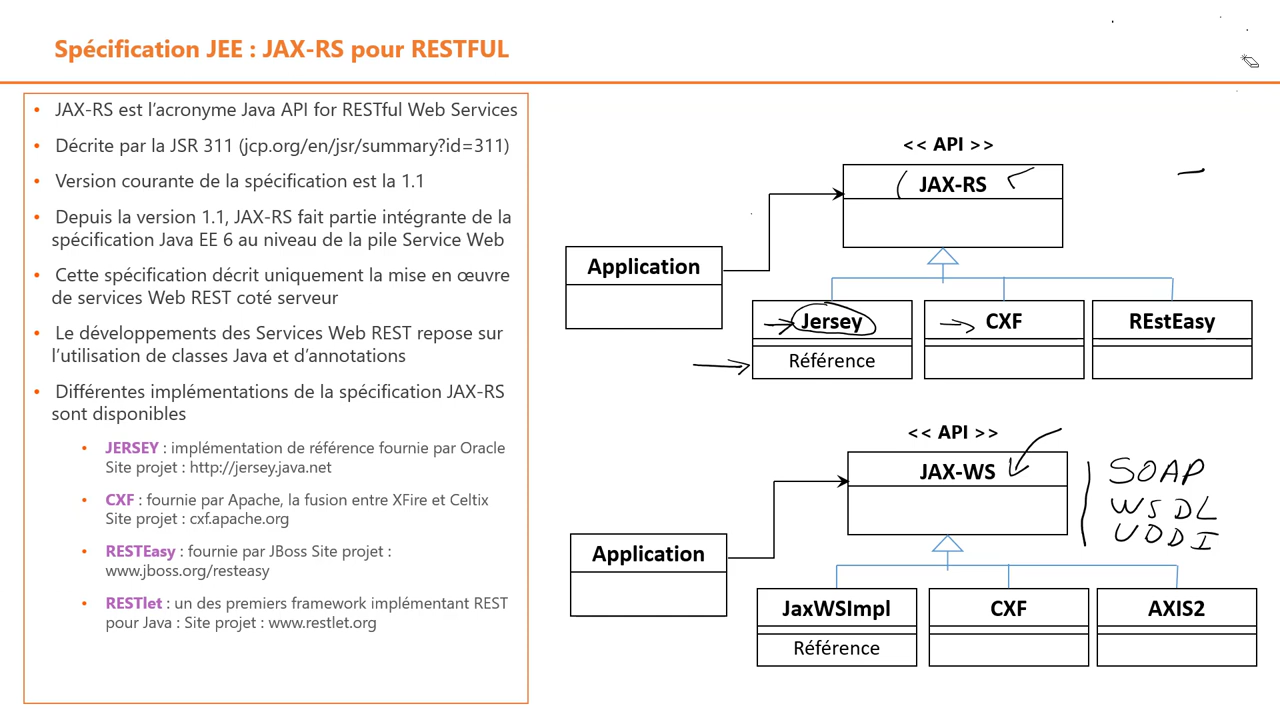 Spécification JEE : JAX-RS pour RESTFUL
• JAX-RS est l'acronyme Java API for RESTful Web Services
• Décrite par la JSR 311 (jcp.org/en/jsr/summary?id=311)
• Version courante de la spécification est la 1.1
• Depuis la version 1.1, JAX-RS fait partie intégrante de la
spécification Java EE 6 au niveau de la pile Service Web
• Cette spécification décrit uniquement la mise en œuvre
de services Web REST coté serveur
• Le développements des Services Web REST repose sur
l'utilisation de classes Java et d'annotations
• Différentes implémentations de la spécification JAX-RS
sont disponibles
• JERSEY : implémentation de référence fournie par Oracle
Site projet : http://jersey.java.net
• CXF : fournie par Apache, la fusion entre XFire et Celtix
Site projet : cxf.apache.org
• RESTEasy : fournie par JBoss Site projet :
www.jboss.org/resteasy
• RESTlet : un des premiers framework implémentant REST
pour Java : Site projet : www.restlet.org
<< API >>
JAX-RS
Application
Jersey
Référence
CXF
REstEasy
<< API >>
JAX-WS
SOAP
WSDL
UDDI
Application
JaxWSImpl
Référence
CXF
AXIS2